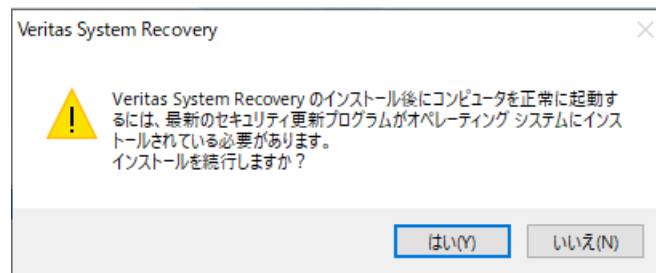 Veritas System Recovery
Veritas System Recovery のインストール後にコンピュータを正常に起動す
るには、最新のセキュリティ更新プログラムがオペレーティング システムにインス
トールされている必要があります。
インストールを続行しますか？
はい(Y)
いいえ(N)